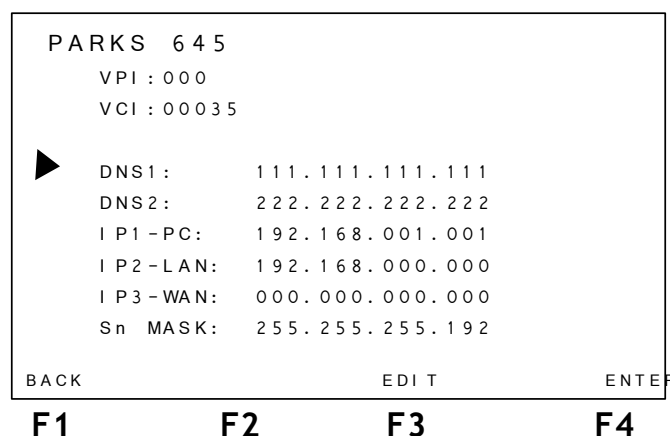 PARKS 645
VPI:000
VCI:00035
DNS1: 111.111.111.111
DNS2: 222.222.222.222
IP1-PC: 192.168.001.001
IP2-LAN: 192.168.000.000
IP3-WAN: 000.000.000.000
Sn MASK: 255.255.255.192
BACK EDIT ENTER
F1 F2 F3 F4